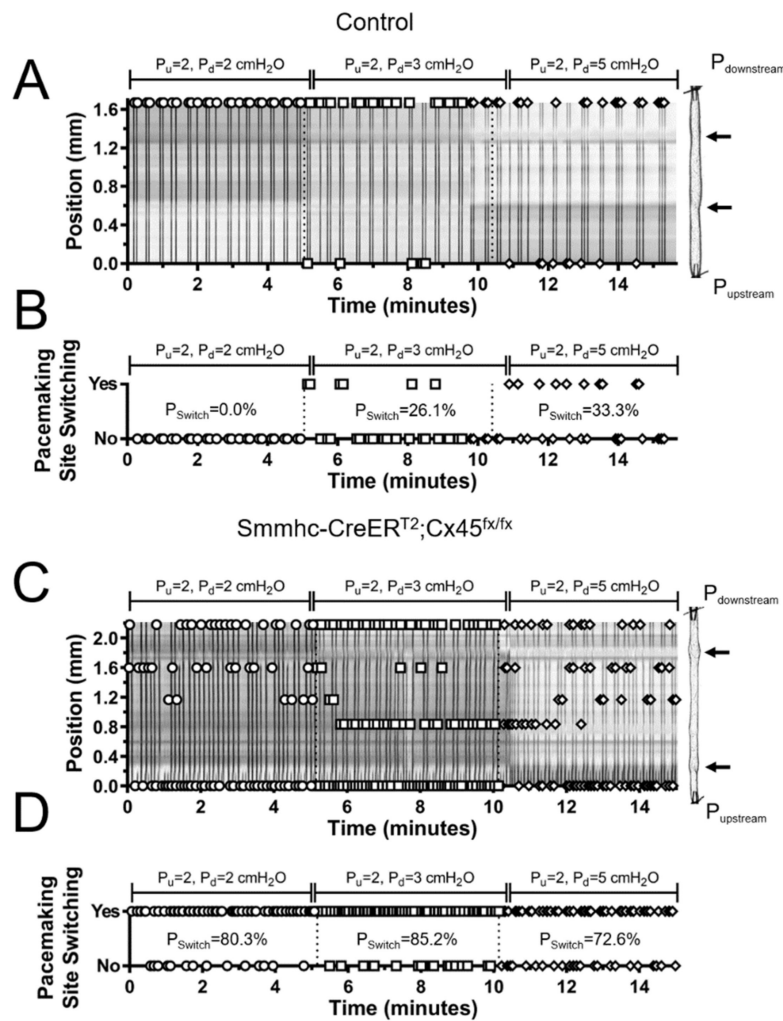 Control
A
Pu=2, Pd=2 cmH2O
Pu=2, Pd=3 cmH2O
Pu=2, Pd=5 cmH2O
Pdownstream
Position (mm)
1.6
1.2
0.8
0.4
0.0
0 2 4 6 8 10 12 14
Time (minutes)
Pupstream
B
Pu=2, Pd=2 cmH2O
Pu=2, Pd=3 cmH2O
Pu=2, Pd=5 cmH2O
Pacemaking
Site Switching
Yes
PSwitch=0.0%
PSwitch=26.1%
PSwitch=33.3%
No
0 2 4 6 8 10 12 14
Time (minutes)
Smmhc-CreERT2;Cx45fx/fx
C
Pu=2, Pd=2 cmH2O
Pu=2, Pd=3 cmH2O
Pu=2, Pd=5 cmH2O
Pdownstream
Position (mm)
2.0
1.6
1.2
0.8
0.4
0.0
0 2 4 6 8 10 12 14
Time (minutes)
Pupstream
D
Pu=2, Pd=2 cmH2O
Pu=2, Pd=3 cmH2O
Pu=2, Pd=5 cmH2O
Pacemaking
Site Switching
Yes
PSwitch=80.3%
PSwitch=85.2%
PSwitch=72.6%
No
0 2 4 6 8 10 12 14
Time (minutes)